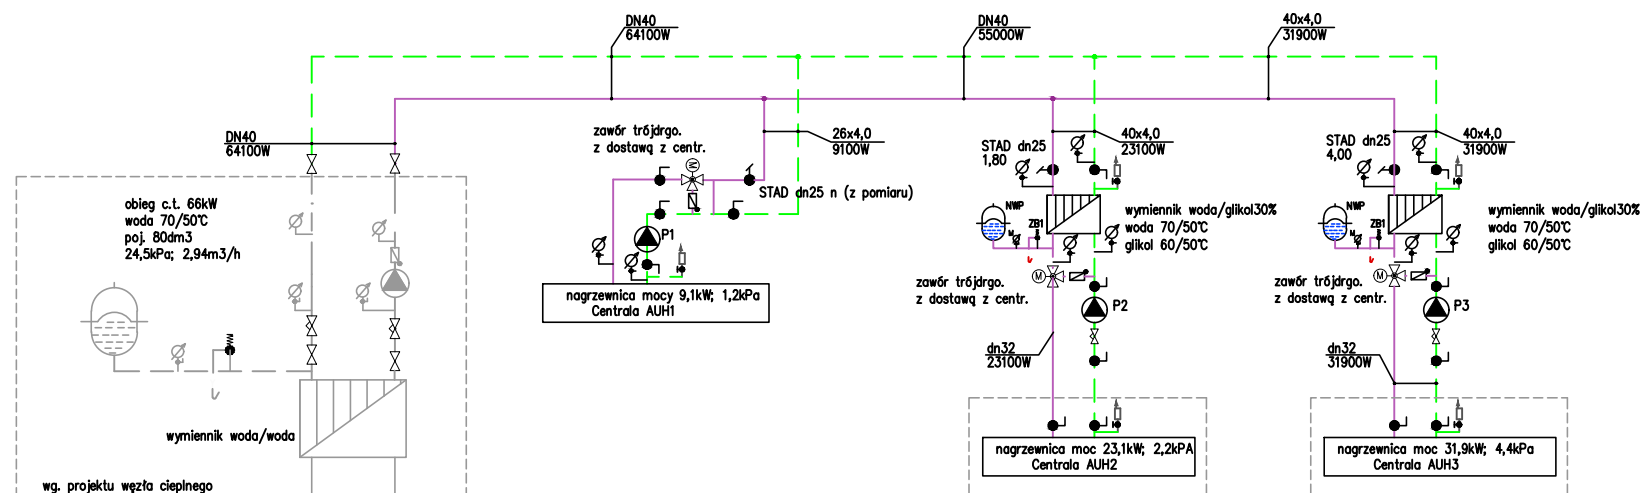 DN40
64100W
DN40
55000W
40x4,0
31900W
DN40
64100W
zawór trójdrgo.
z dostawą z centr.
26x4,0
9100W
STAD dn25
1,80
40x4,0
23100W
STAD dn25
4,00
40x4,0
31900W
M
STAD dn25 n (z pomiaru)
obieg c.t. 66kW
woda 70/50°C
poj. 80dm3
24,5kPa; 2,94m3/h
P1
NWP
ZB1
M
wymiennik woda/glikol30%
woda 70/50°C
glikol 60/50°C
NWP
ZB1
M
wymiennik woda/glikol30%
woda 70/50°C
glikol 60/50°C
nagrzewnica mocy 9,1kW; 1,2kPa
Centrala AUH1
zawór trójdrgo.
z dostawą z centr.
M
P2
zawór trójdrgo.
z dostawą z centr.
M
P3
dn32
23100W
dn32
31900W
wymiennik woda/woda
nagrzewnica moc 23,1kW; 2,2kPA
Centrala AUH2
nagrzewnica moc 31,9kW; 4,4kPa
Centrala AUH3
wg. projektu węzła cieplnego